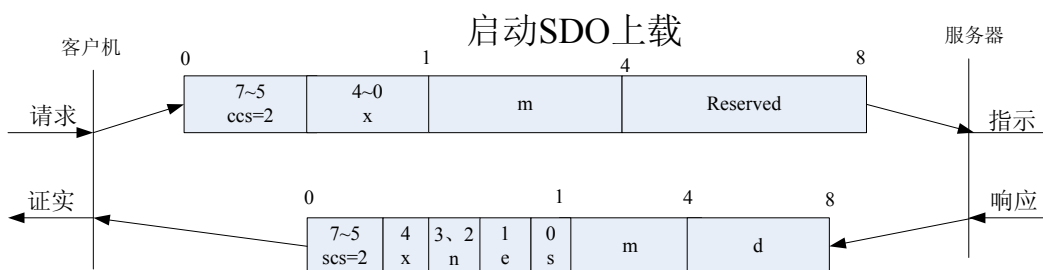 启动SDO上载
客户机
服务器
0 1 4 8
请求
7~5
ccs=2
4~0
x
m
Reserved
指示
证实
0 1 4 8
7~5
scs=2
4
x
3、2
n
1
e
0
s
m
d
响应